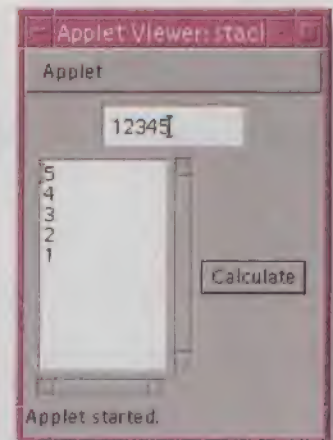 Applet Viewer: stacl
Applet
12345
5
4
3
2
1
Calculate
Applet started.